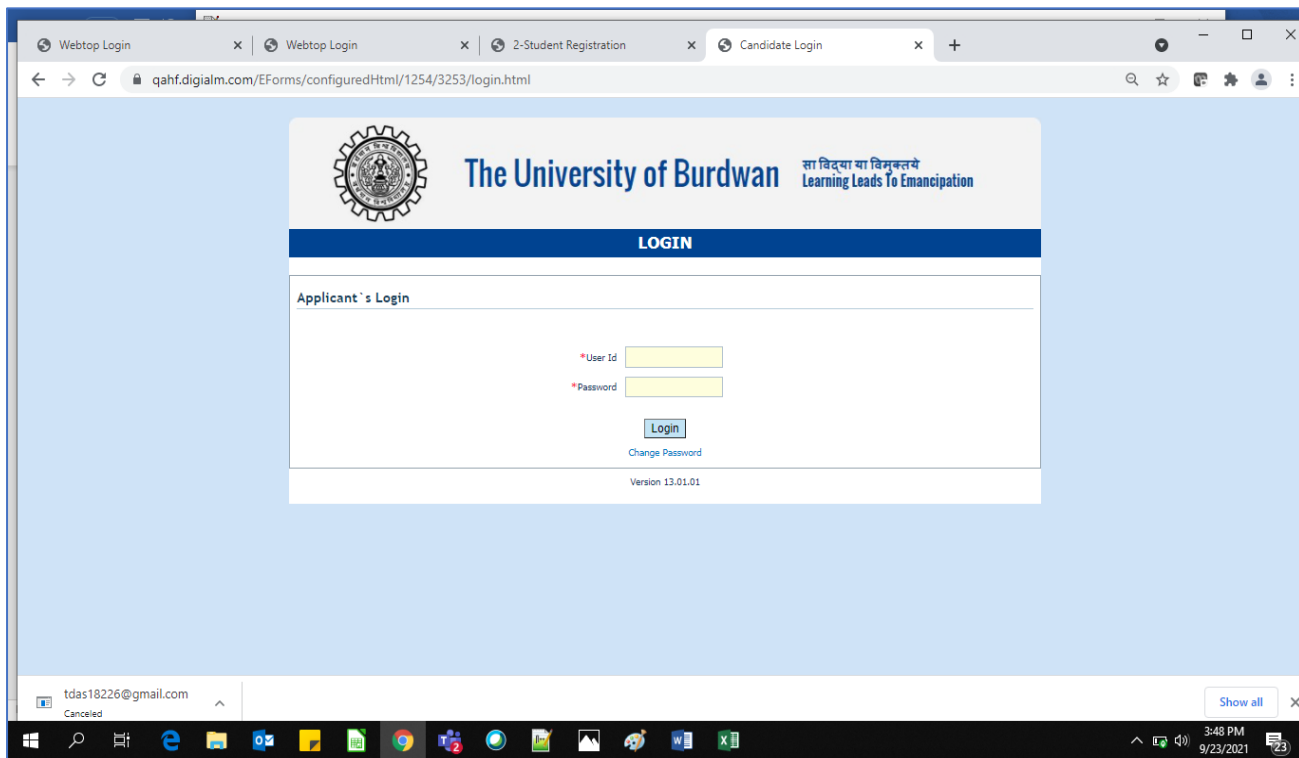 Webtop Login
Webtop Login
2-Student Registration
Candidate Login
qahf.digialm.com/EForms/configuredHtml/1254/3253/login.html
The University of Burdwan
सा विद्या या विमुक्तये
Learning Leads To Emancipation
LOGIN
Applicant`s Login
*User Id
*Password
Login
Change Password
Version 13.01.01
tdas18226@gmail.com
Canceled
Show all
3:48 PM
9/23/2021
23
2